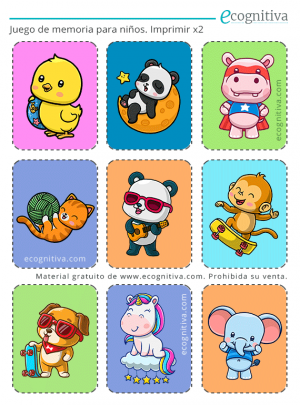 ecognitiva
Juego de memoria para niños. Imprimir x2
ecognitiva.com
ecognitiva.com
ecognitiva.com
Material gratuito de www.ecognitiva.com. Prohibida su venta.
ecognitiva.com